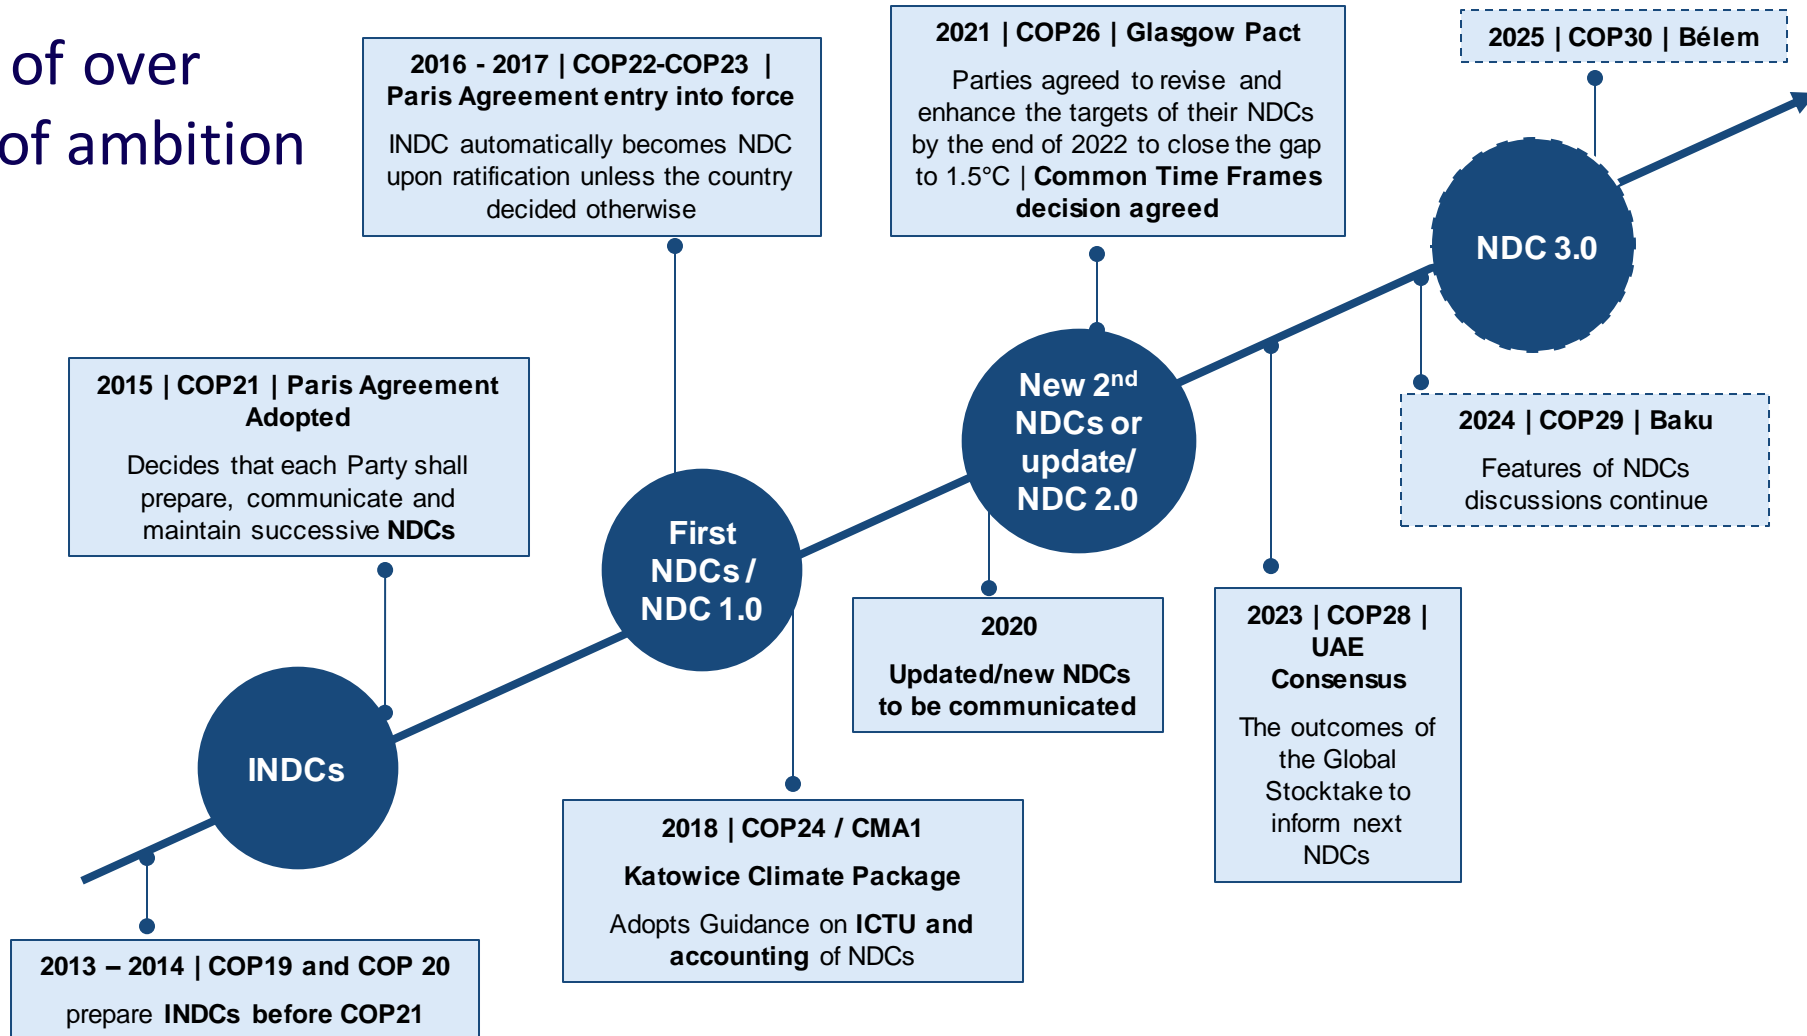 of over
of ambition
2016 - 2017 | COP22-COP23 |
Paris Agreement entry into force
INDC automatically becomes NDC
upon ratification unless the country
decided otherwise
2021 | COP26 | Glasgow Pact
Parties agreed to revise and
enhance the targets of their NDCs
by the end of 2022 to close the gap
to 1.5°C | Common Time Frames
decision agreed
2025 | COP30 | Bélem
NDC 3.0
2015 | COP21 | Paris Agreement
Adopted
Decides that each Party shall
prepare, communicate and
maintain successive NDCs
New 2nd
NDCs or
update/
NDC 2.0
2024 | COP29 | Baku
Features of NDCs
discussions continue
First
NDCs /
NDC 1.0
2020
Updated/new NDCs
to be communicated
2023 | COP28 |
UAE
Consensus
The outcomes of
the Global
Stocktake to
inform next
NDCs
INDCs
2018 | COP24 / CMA1
Katowice Climate Package
Adopts Guidance on ICTU and
accounting of NDCs
2013 – 2014 | COP19 and COP 20
prepare INDCs before COP21